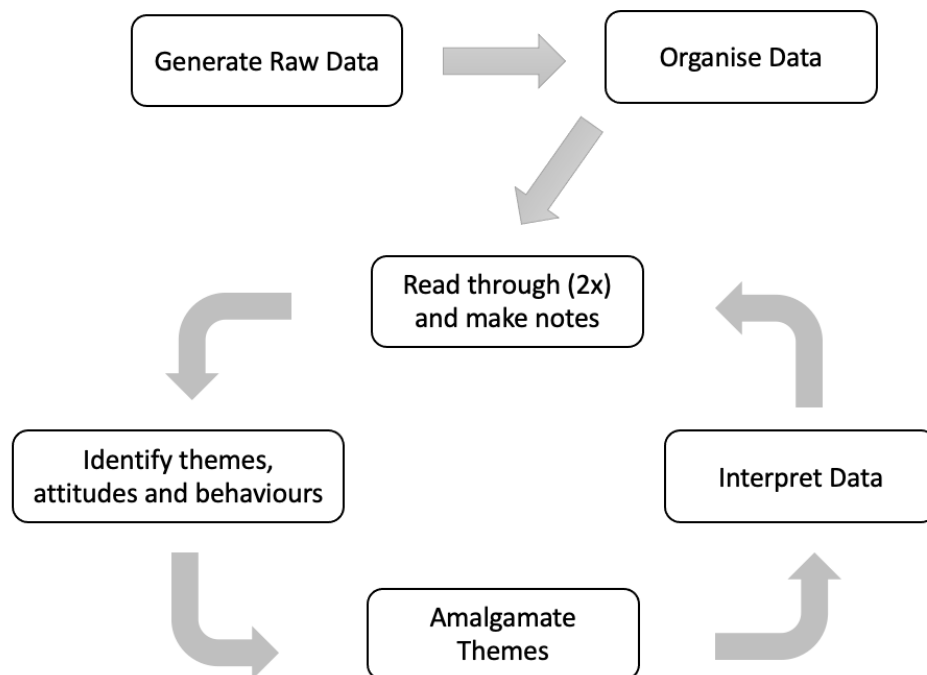 Generate Raw Data
Organise Data
Read through (2x)
and make notes
Identify themes,
attitudes and behaviours
Interpret Data
Amalgamate
Themes